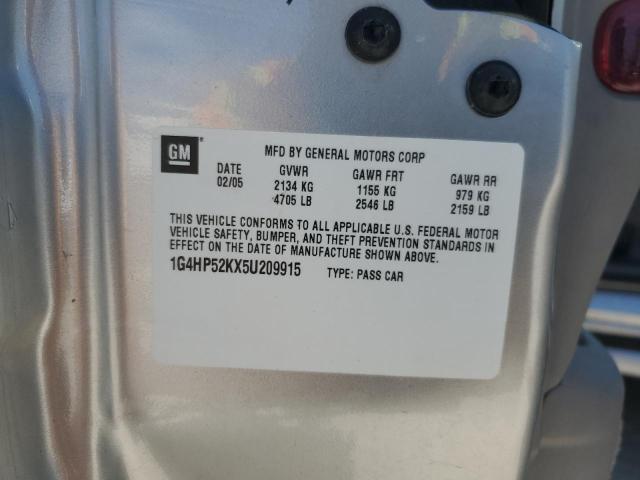 GM
MFD BY GENERAL MOTORS CORP
DATE GVWR GAWR FRT GAWR RR
02/05 2134 KG 1155 KG 979 KG
4705 LB 2546 LB 2159 LB
THIS VEHICLE CONFORMS TO ALL APPLICABLE U.S. FEDERAL MOTOR
VEHICLE SAFETY, BUMPER, AND THEFT PREVENTION STANDARDS IN
EFFECT ON THE DATE OF MANUFACTURE SHOWN ABOVE.
1G4HP52KX5U209915 TYPE: PASS CAR